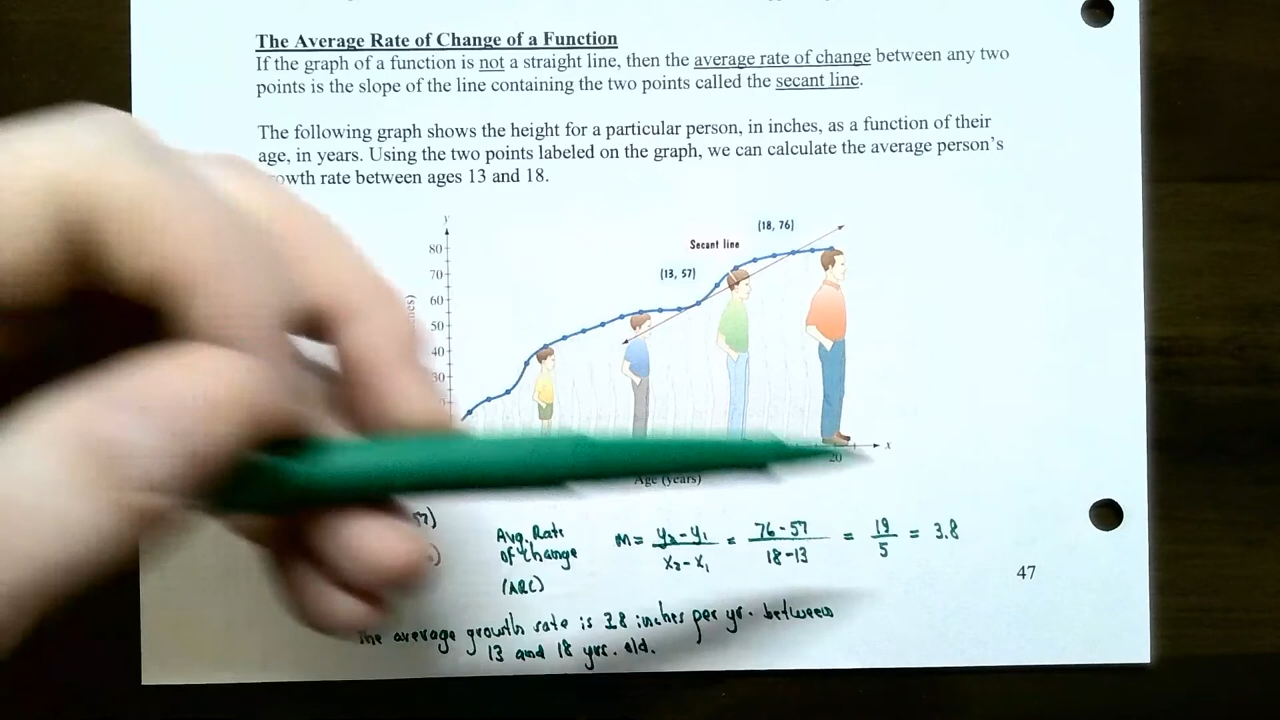 The Average Rate of Change of a Function
If the graph of a function is not a straight line, then the average rate of change between any two
points is the slope of the line containing the two points called the secant line.
The following graph shows the height for a particular person, in inches, as a function of their
age, in years. Using the two points labeled on the graph, we can calculate the average person's
owth rate between ages 13 and 18.
y
(18, 76)
Secant line
(13, 57)
80
70
60
50
40
30
x
20
Age (years)
Avg. Rate
of change
(ARC)
M = y₂-y₁ / x₂-x₁ = 76-57 / 18-13 = 19/5 = 3.8
47
The average growth rate is 3.8 inches per yr. between
13 and 18 yrs. old.